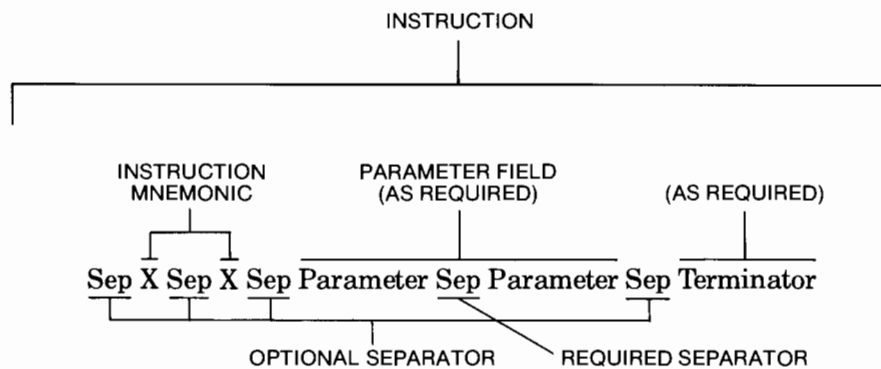 INSTRUCTION
INSTRUCTION MNEMONIC
PARAMETER FIELD (AS REQUIRED)
(AS REQUIRED)
Sep X Sep X Sep Parameter Sep Parameter Sep Terminator
OPTIONAL SEPARATOR
REQUIRED SEPARATOR